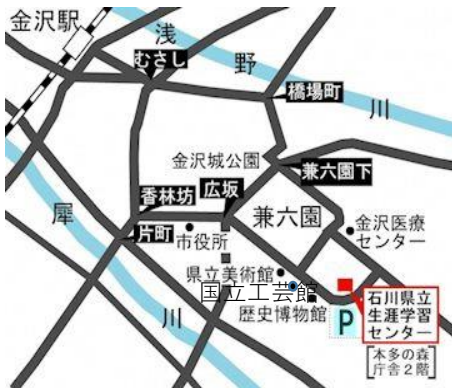 金沢駅
浅
野
川
むさし
橋場町
金沢城公園
兼六園下
香林坊
広坂
兼六園
片町
市役所
金沢医療
センター
犀
川
県立美術館
国立工芸館
歴史博物館
P
石川県立
生涯学習
センター
本多の森
庁舎2階